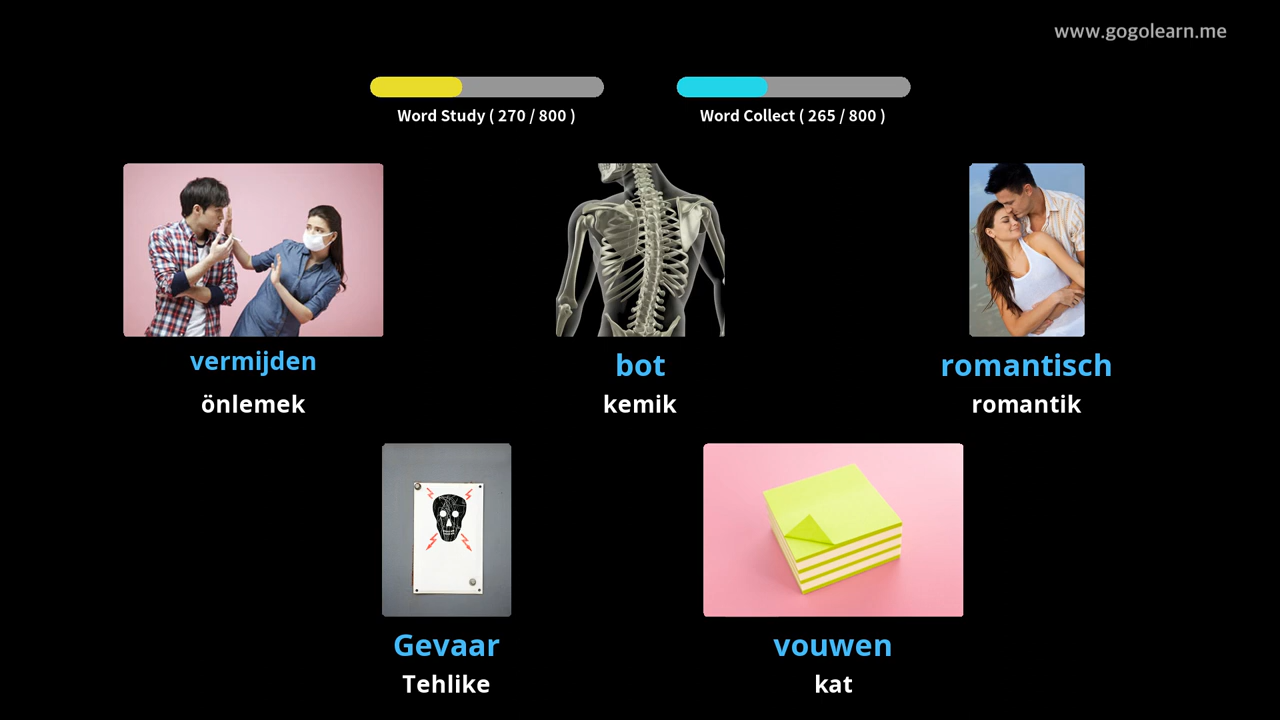 www.gogolearn.me
Word Study ( 270 / 800 )
Word Collect ( 265 / 800 )
vermijden
önlemek
bot
kemik
romantisch
romantik
Gevaar
Tehlike
vouwen
kat